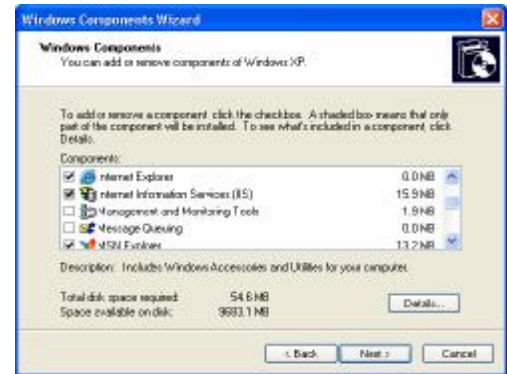 Windows Components Wizard
Windows Components
You can add or remove components of Windows XP.
To add or remove a component, click the checkbox. A shaded box means that only
part of the component will be installed. To see what's included in a component, click
Details.
Components:
Internet Explorer 0.0 MB
Internet Information Services (IIS) 15.9 MB
Management and Monitoring Tools 1.9 MB
Message Queuing 0.0 MB
MSN Explorer 13.2 MB
Description: Includes Windows Accessories and Utilities for your computer.
Total disk space required: 54.6 MB
Space available on disk: 9683.1 MB
Details...
< Back
Next >
Cancel